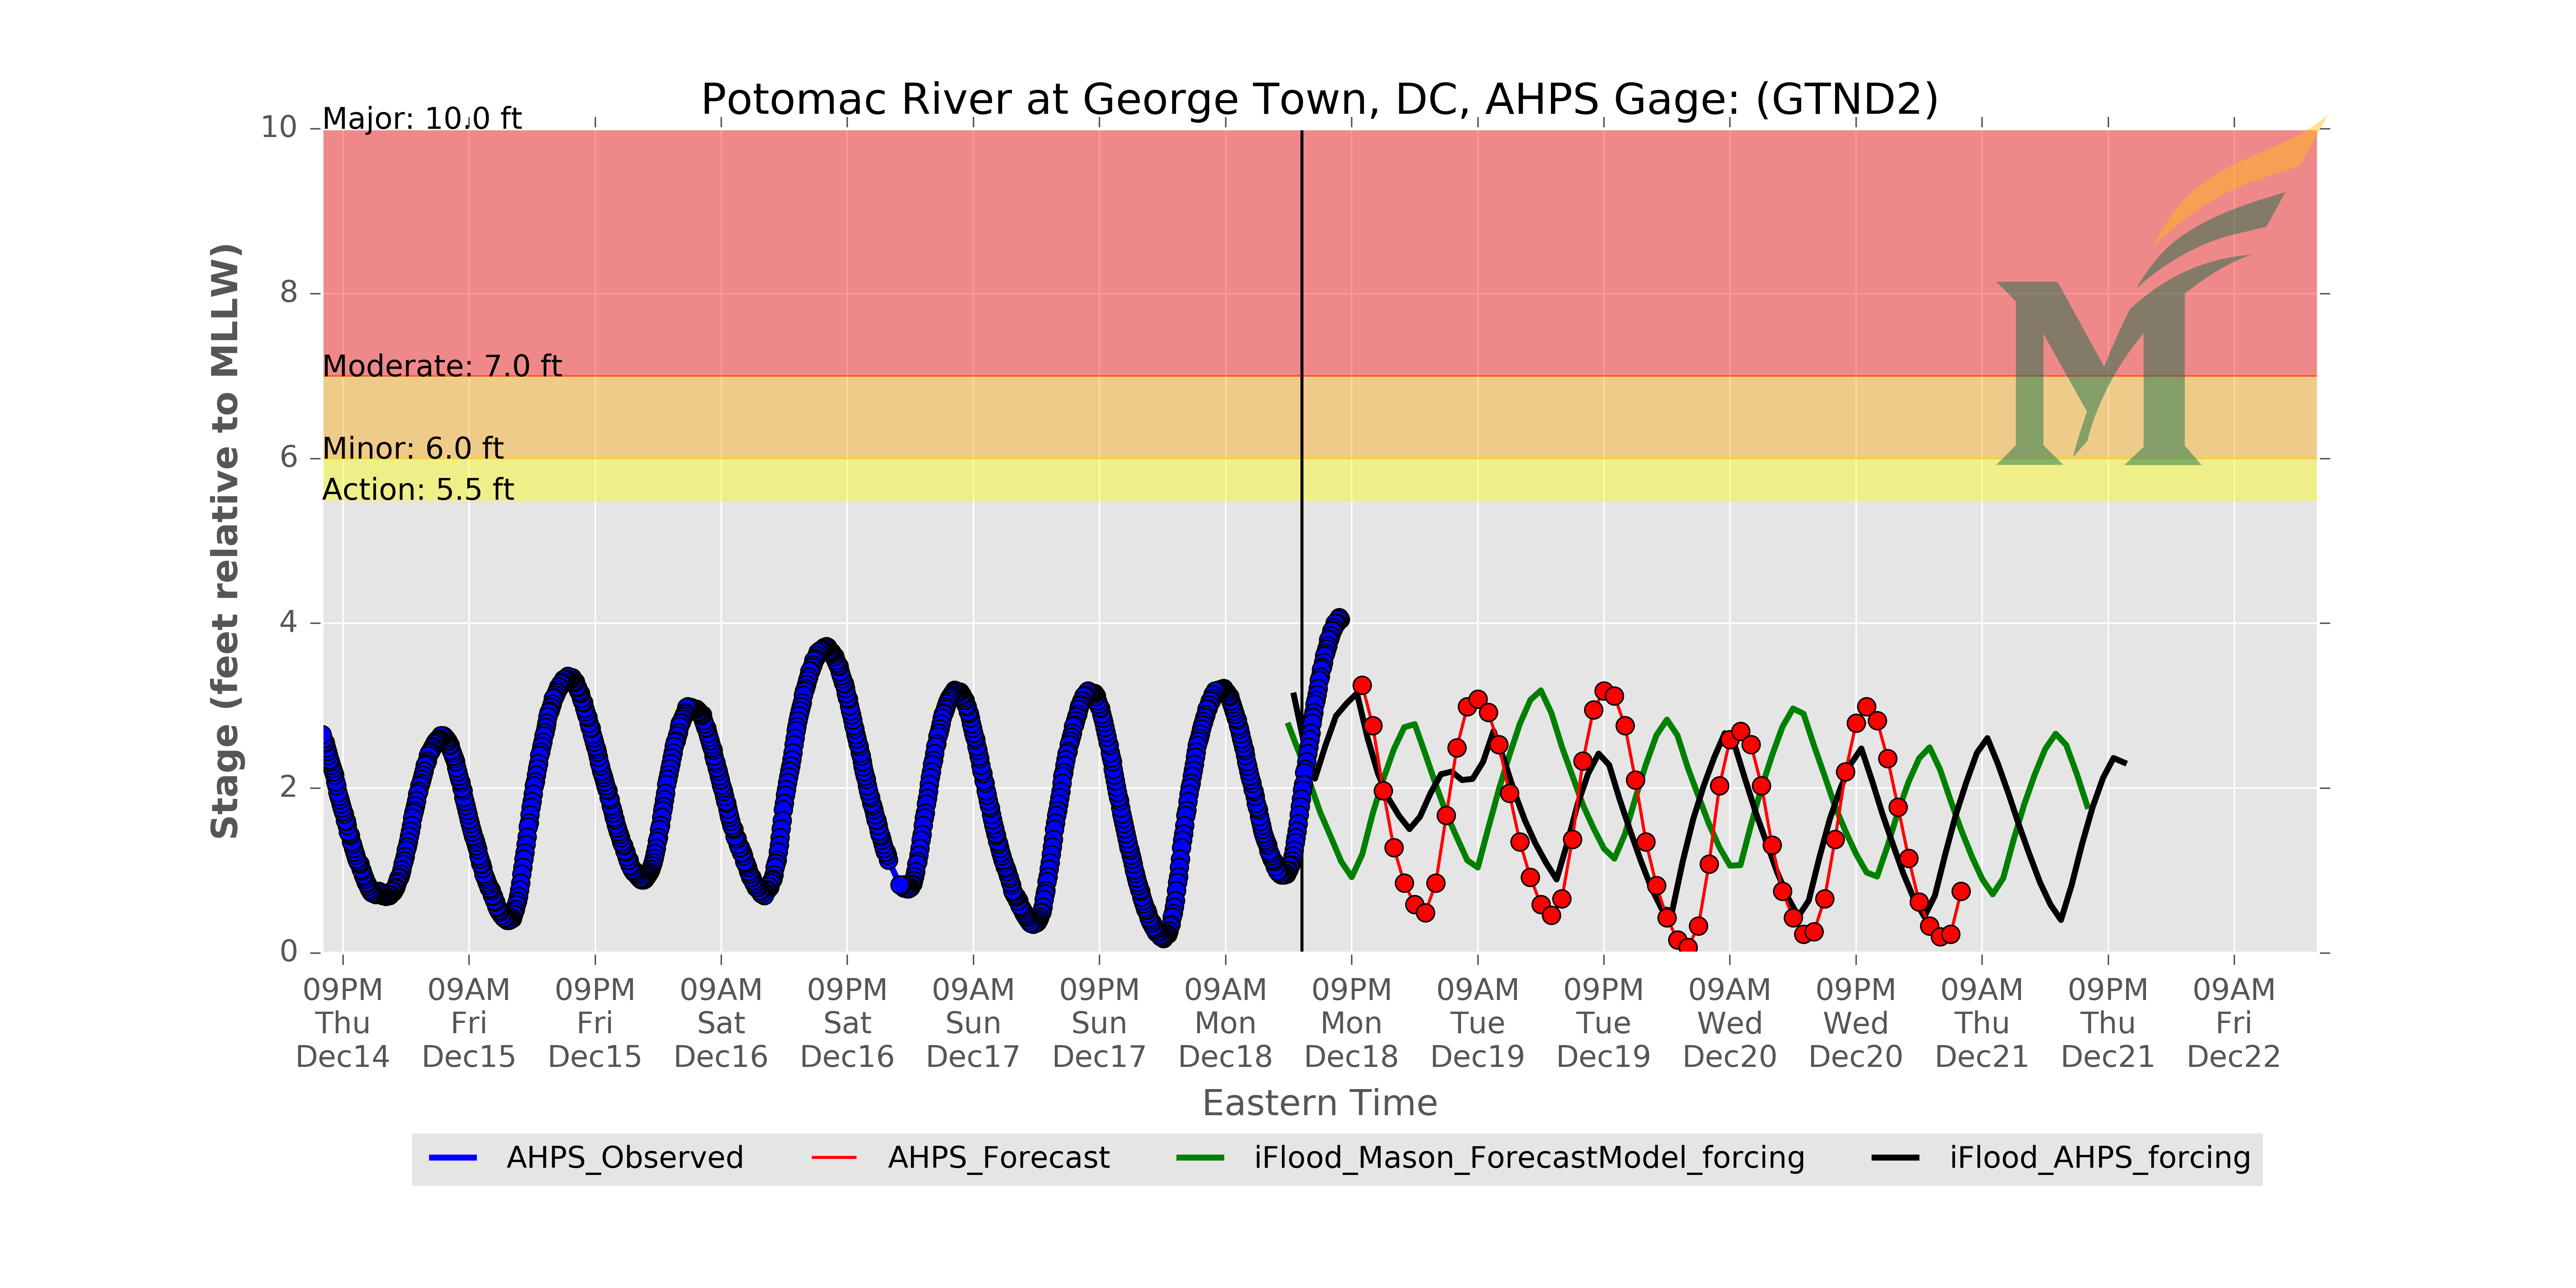 Potomac River at George Town, DC, AHPS Gage: (GTND2)
Major: 10.0 ft
Moderate: 7.0 ft
Minor: 6.0 ft
Action: 5.5 ft
10
8
6
4
2
0
Stage (feet relative to MLLW)
09PM 09AM 09PM 09AM 09PM 09AM 09PM 09AM 09PM 09AM 09PM 09AM 09PM 09AM 09PM 09AM
Thu Fri Fri Sat Sat Sun Sun Mon Mon Tue Tue Wed Wed Thu Thu Fri
Dec14 Dec15 Dec15 Dec16 Dec16 Dec17 Dec17 Dec18 Dec18 Dec19 Dec19 Dec20 Dec20 Dec21 Dec21 Dec22
Eastern Time
AHPS_Observed AHPS_Forecast iFlood_Mason_ForecastModel_forcing iFlood_AHPS_forcing